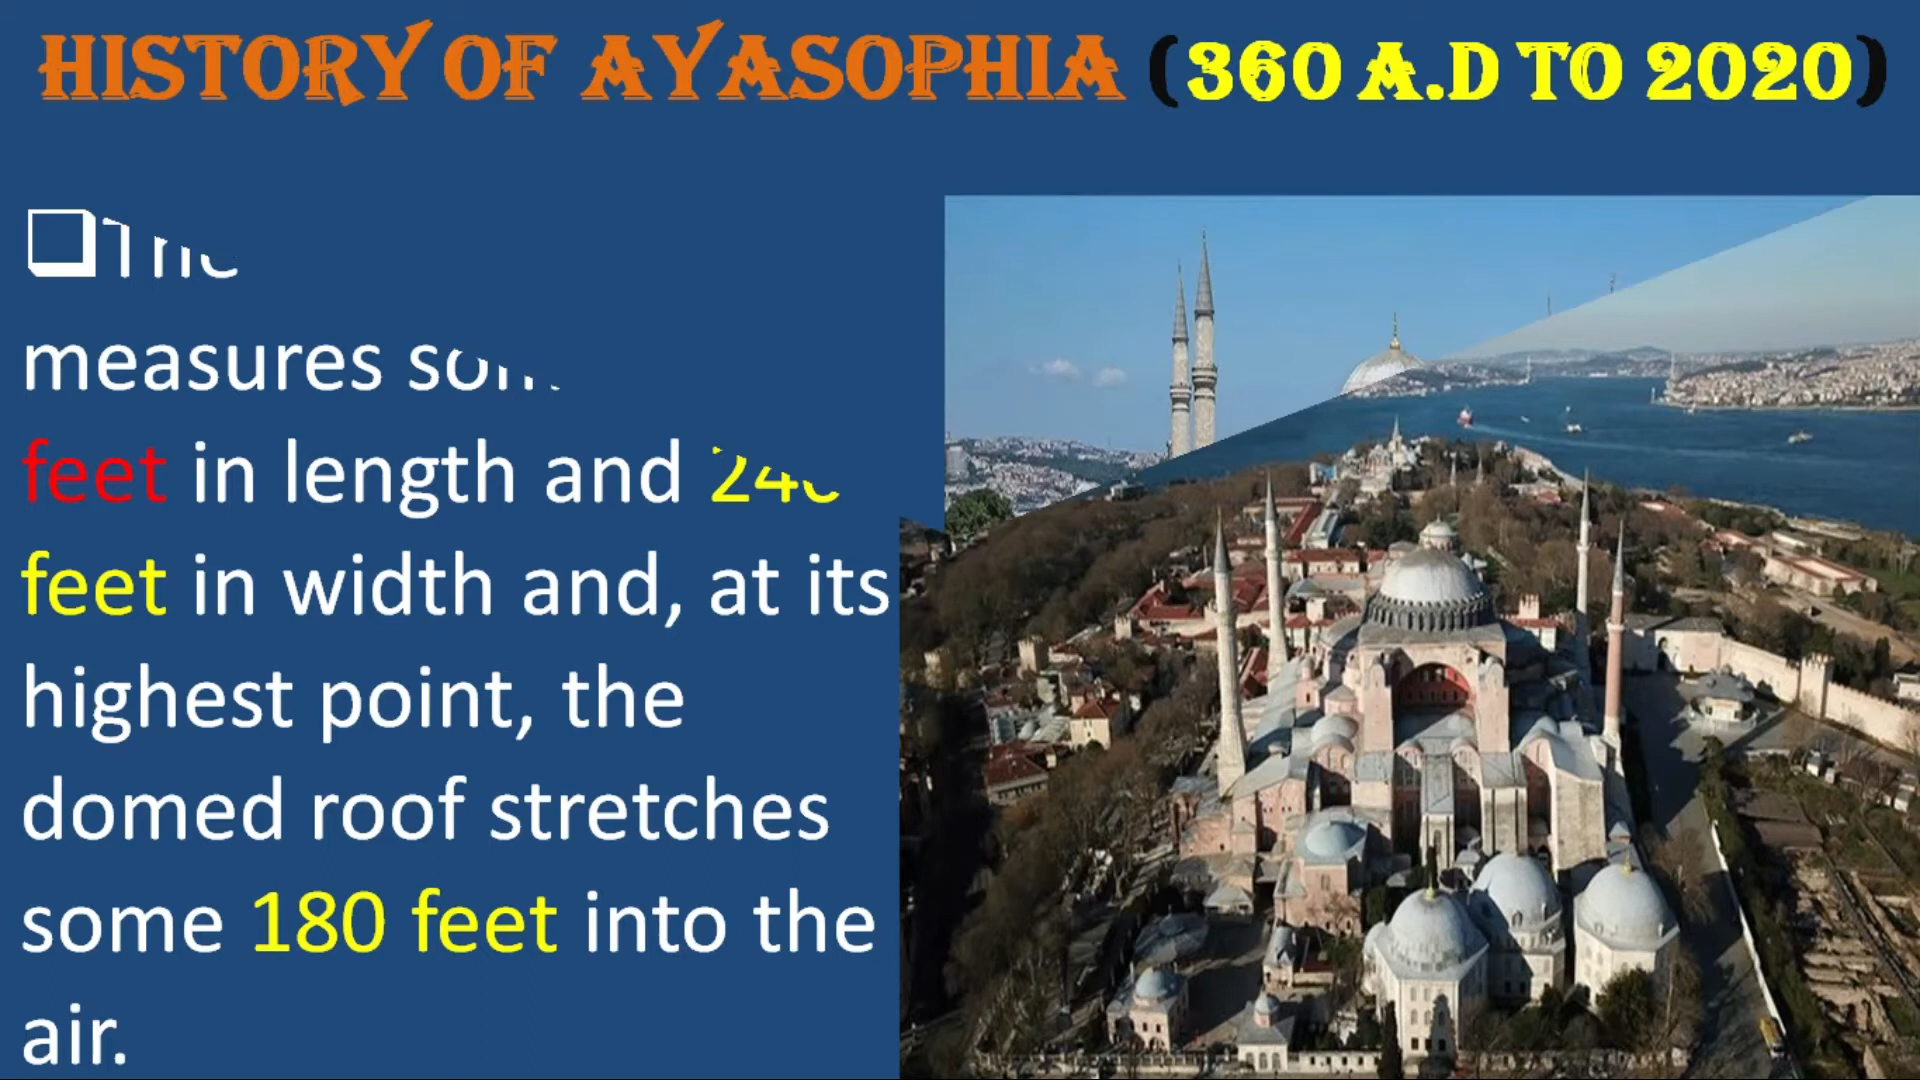 HISTORY OF AYASOPHIA (360 A.D TO 2020)
The
measures
feet in length and
feet in width and, at its
highest point, the
domed roof stretches
some 180 feet into the
air.